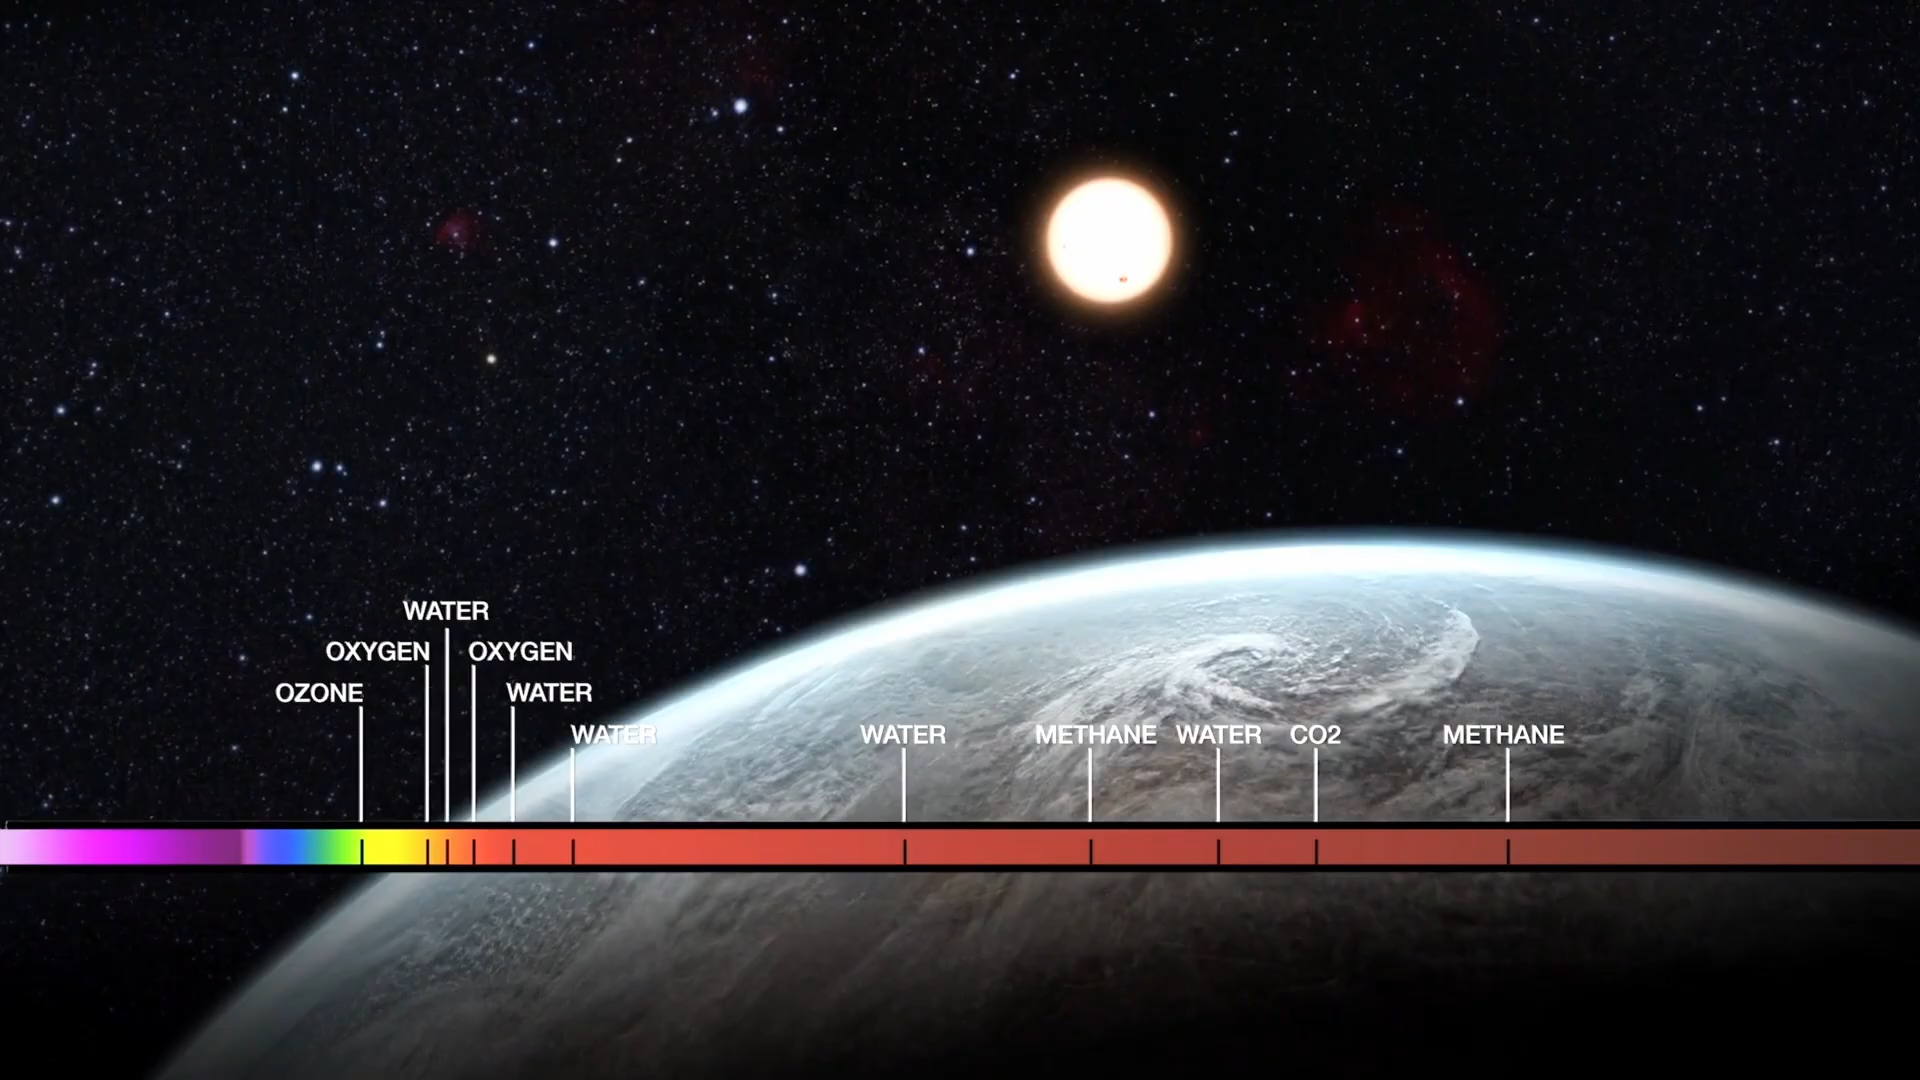 WATER
OXYGEN OXYGEN
OZONE WATER
WATER WATER METHANE WATER CO2 METHANE